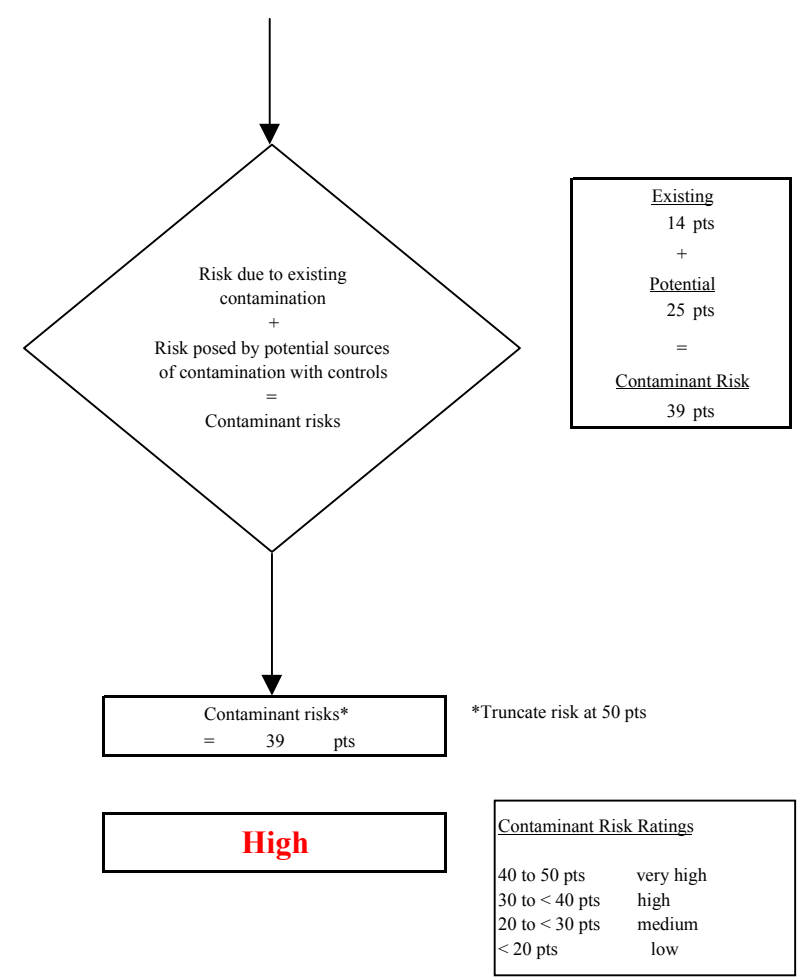 Risk due to existing
contamination
+
Risk posed by potential sources
of contamination with controls
=
Contaminant risks
Existing
14 pts
+
Potential
25 pts
=
Contaminant Risk
39 pts
Contaminant risks*
= 39 pts
*Truncate risk at 50 pts
High
Contaminant Risk Ratings
40 to 50 pts very high
30 to < 40 pts high
20 to < 30 pts medium
< 20 pts low